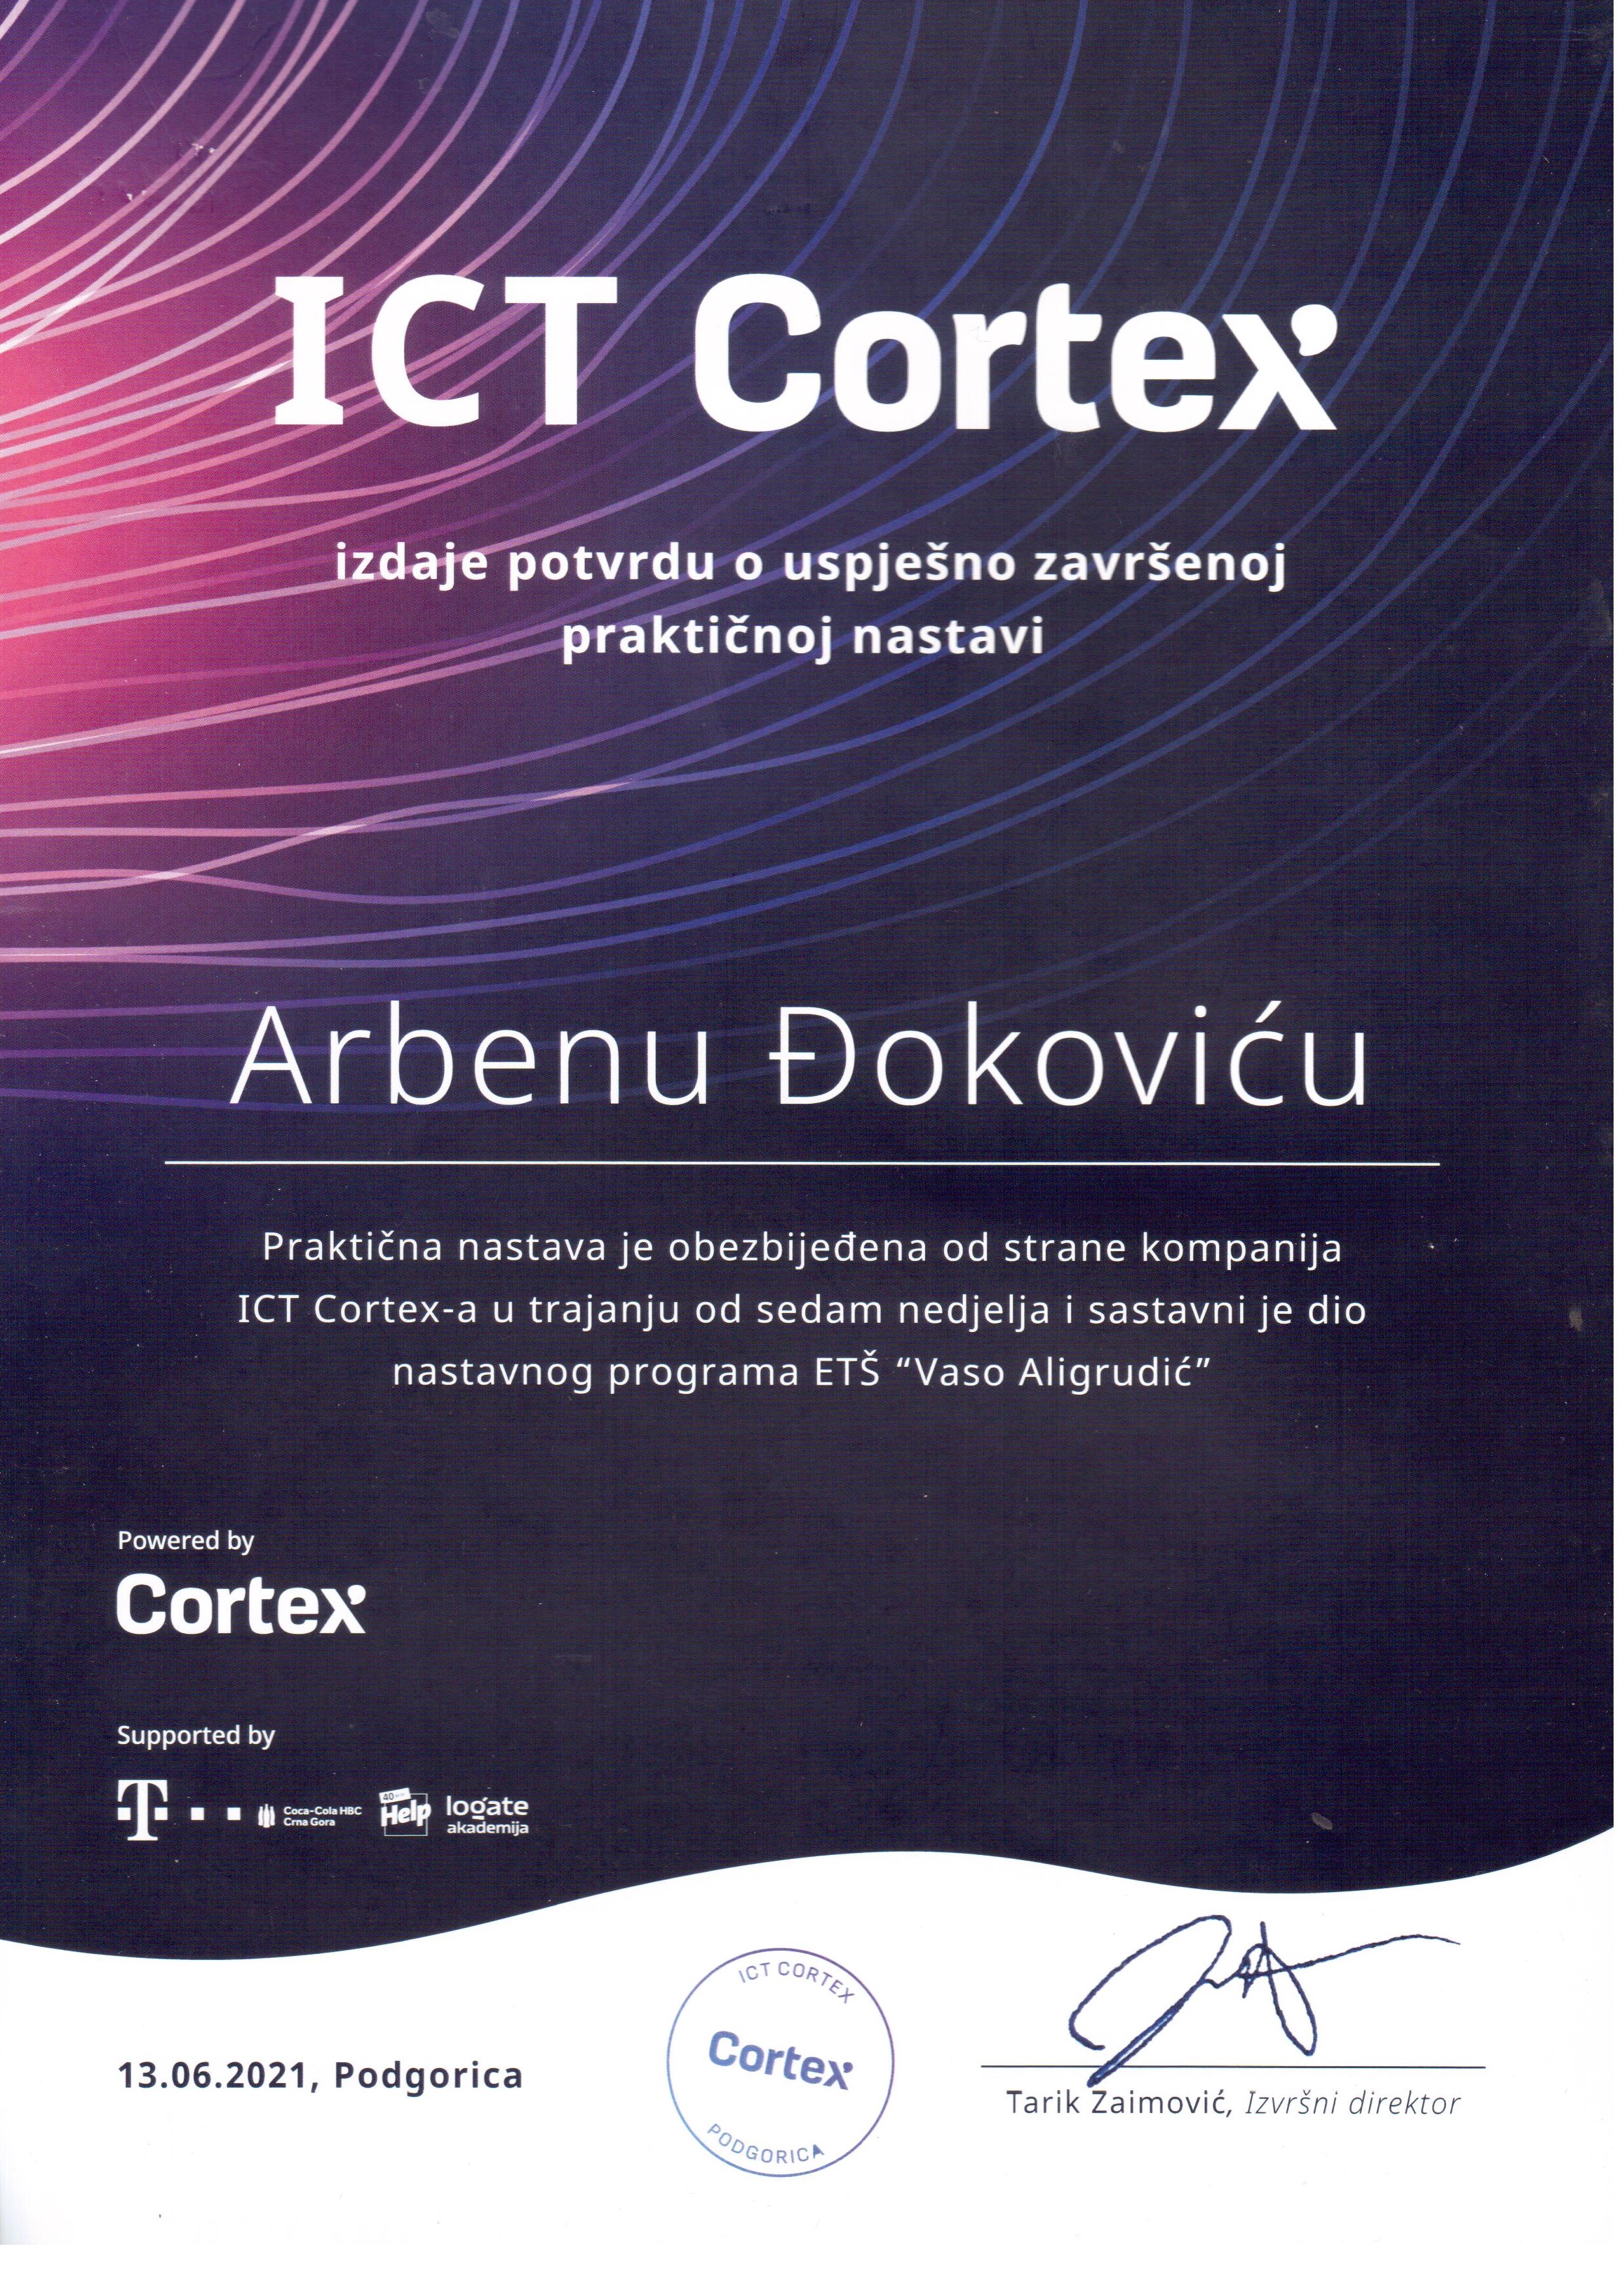 ICT Cortex
izdaje potvrdu o uspješno završenoj
praktičnoj nastavi
Arbenu Đokoviću
Praktična nastava je obezbijeđena od strane kompanija
ICT Cortex-a u trajanju od sedam nedjelja i sastavni je dio
nastavnog programa ETŠ “Vaso Aligrudić”
Powered by
Cortex
Supported by
T
Coca-Cola HBC
Crna Gora
40
Help
logate
akademija
ICT CORTEX
Cortex
PODGORICA
13.06.2021, Podgorica
Tarik Zaimović, Izvršni direktor